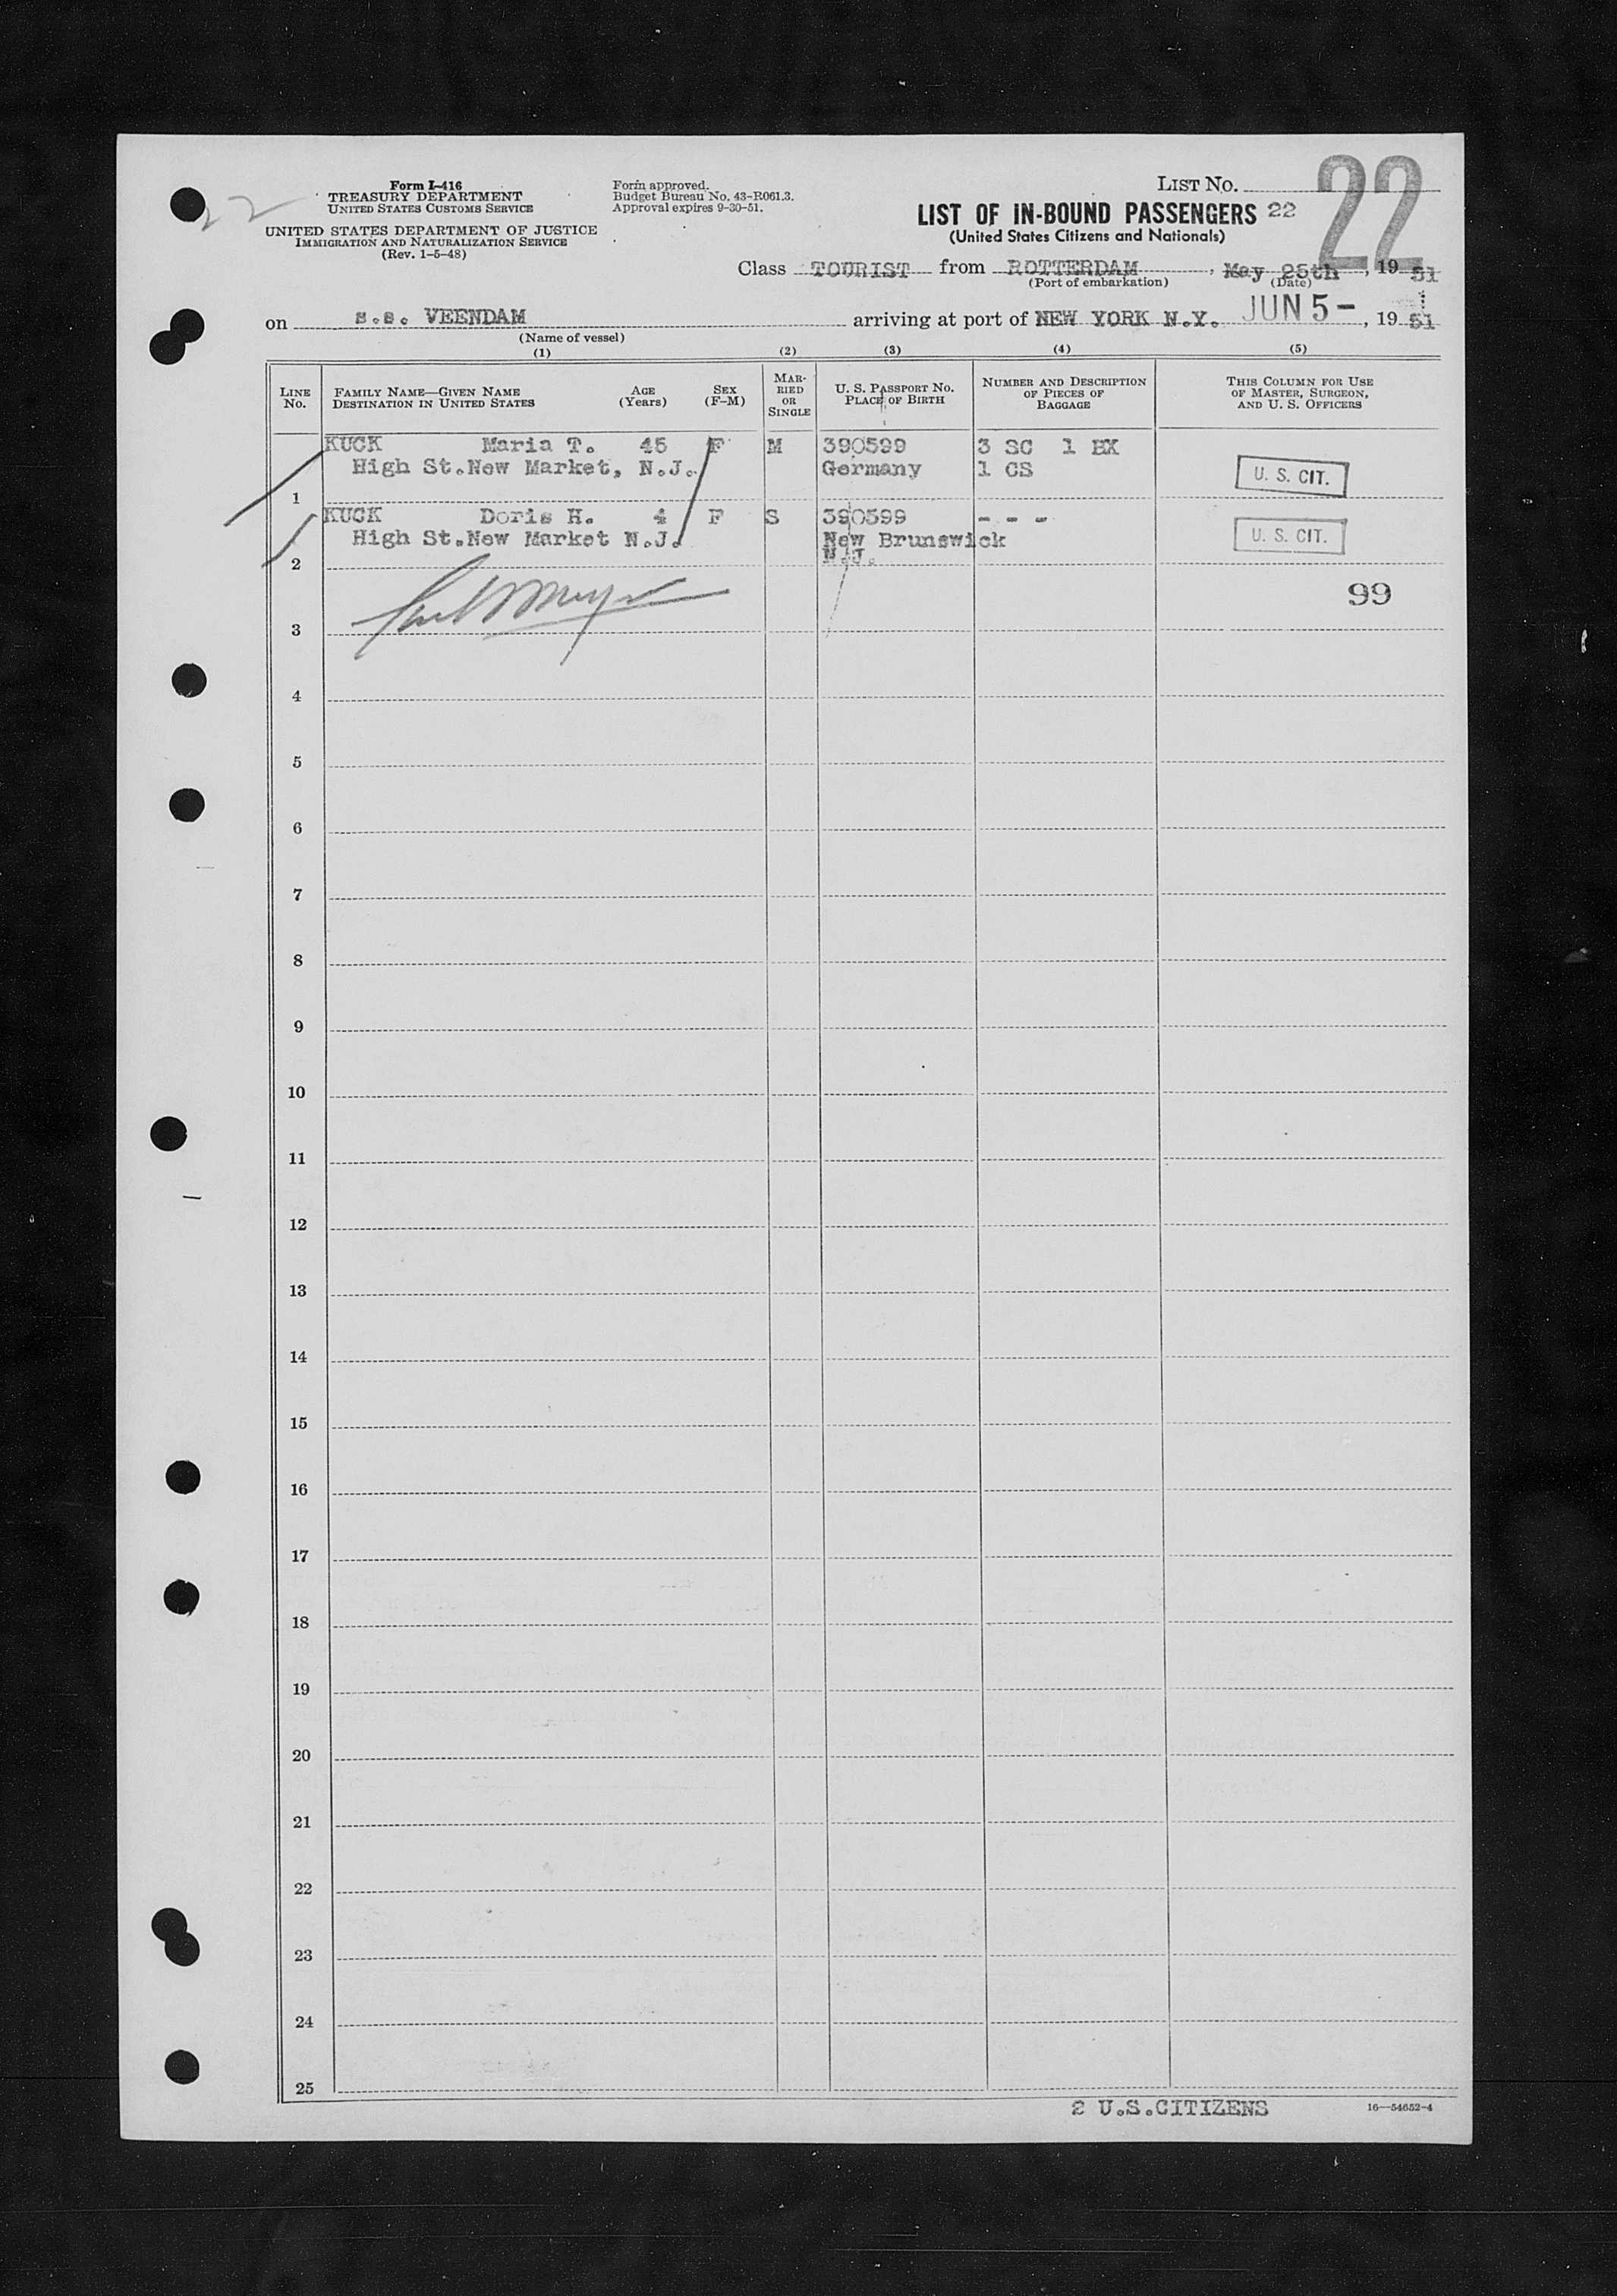 22
Form I-416
TREASURY DEPARTMENT
UNITED STATES CUSTOMS SERVICE
UNITED STATES DEPARTMENT OF JUSTICE
IMMIGRATION AND NATURALIZATION SERVICE
(Rev. 1-5-48)
Form approved.
Budget Bureau No. 43-R061.3.
Approval expires 9-30-51.
LIST NO. 22
LIST OF IN-BOUND PASSENGERS 22
(United States Citizens and Nationals)
Class TOURIST from ROTTERDAM, May 25th, 19 51
(Port of embarkation) (Date)
on s.s. VEENDAM arriving at port of NEW YORK N.Y. JUN 5-, 19 51
(Name of vessel)
(1) (2) (3) (4) (5)
LINE No. FAMILY NAME—GIVEN NAME DESTINATION IN UNITED STATES AGE (Years) SEX (F-M) MARRIED OR SINGLE U. S. PASSPORT NO. PLACE OF BIRTH NUMBER AND DESCRIPTION OF PIECES OF BAGGAGE THIS COLUMN FOR USE OF MASTER, SURGEON, AND U. S. OFFICERS
KUCK Maria T. 45 F M 390599 3 SC 1 BX
High St.New Market, N.J. Germany 1 CS U. S. CIT.
1
KUCK Doris H. 4 F S 390599 - - -
High St.New Market N.J. New Brunswick U. S. CIT.
2 N.J.
99
3
4
5
6
7
8
9
10
11
12
13
14
15
16
17
18
19
20
21
22
23
24
25
2 U.S.CITIZENS 16—54652-4